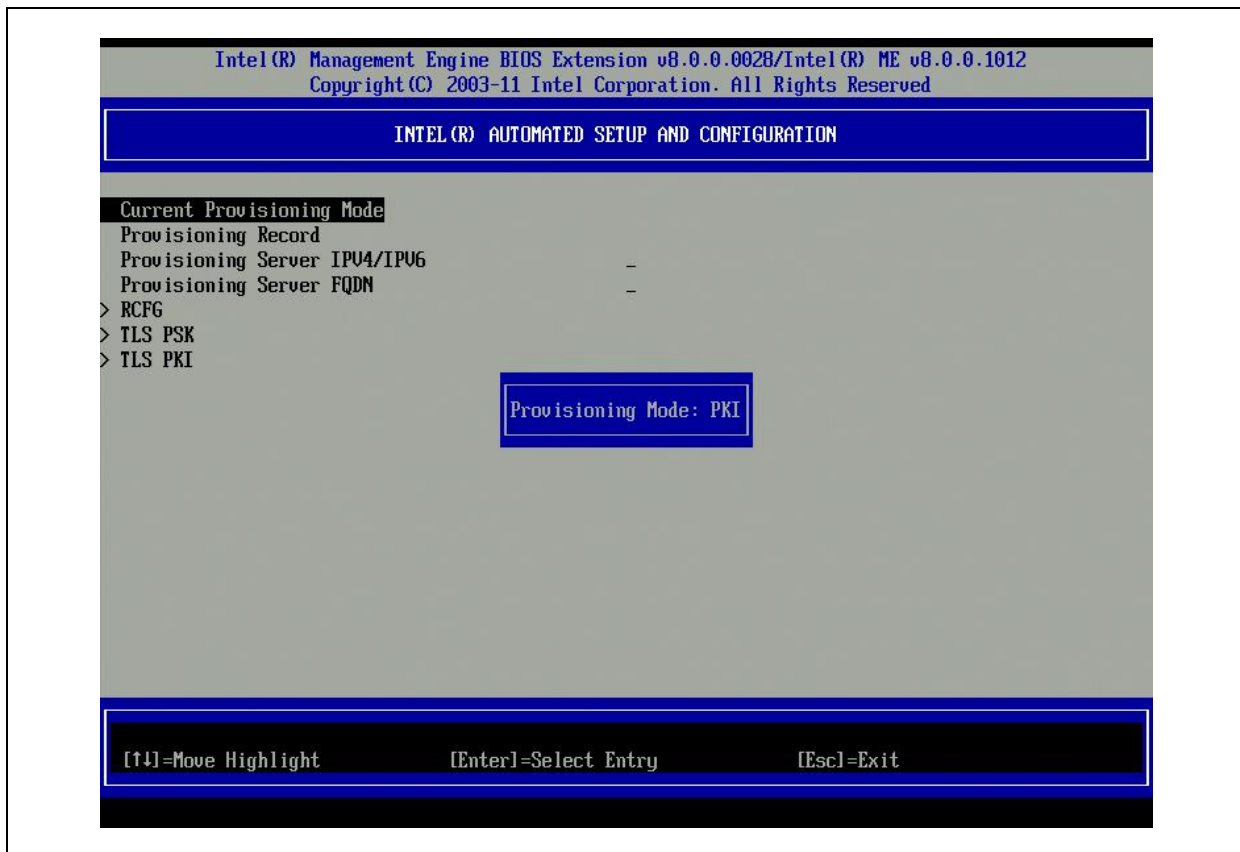 Intel(R) Management Engine BIOS Extension v8.0.0.0028/Intel(R) ME v8.0.0.1012
Copyright(C) 2003-11 Intel Corporation. All Rights Reserved
INTEL(R) AUTOMATED SETUP AND CONFIGURATION
Current Provisioning Mode
Provisioning Record
Provisioning Server IPV4/IPV6 _
Provisioning Server FQDN _
> RCFG
> TLS PSK
> TLS PKI
Provisioning Mode: PKI
[↑↓]=Move Highlight [Enter]=Select Entry [Esc]=Exit